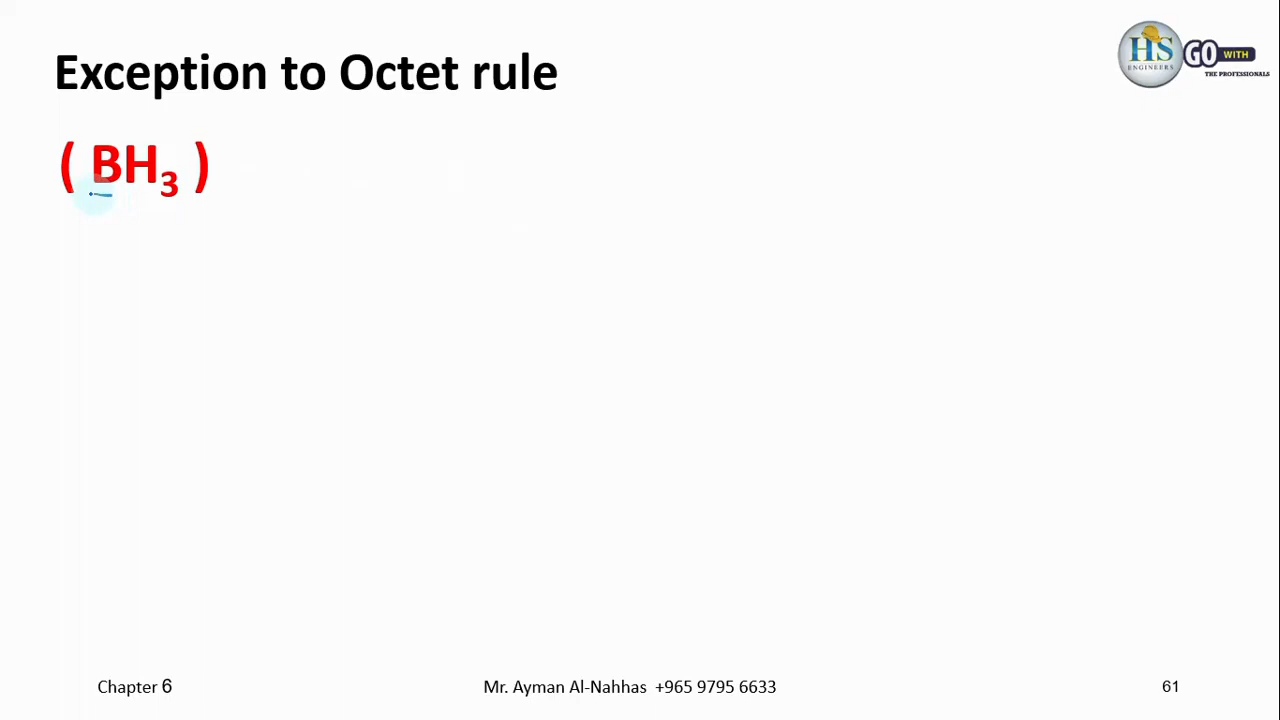 Exception to Octet rule
HS
ENGINEERS
GO WITH
THE PROFESSIONALS
( BH₃ )
Chapter 6
Mr. Ayman Al-Nahhas +965 9795 6633
61